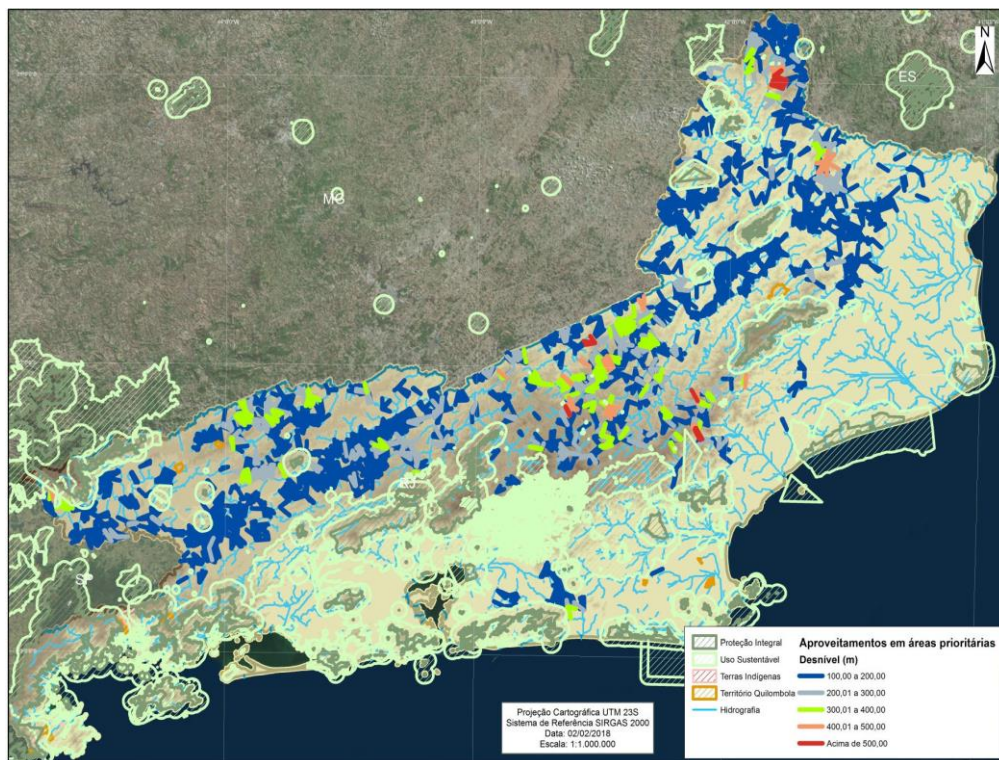 N
ES
MG
RJ
SP
Proteção Integral
Uso Sustentável
Terras Indígenas
Território Quilombola
Hidrografia
Aproveitamentos em áreas prioritárias
Desnível (m)
100,00 a 200,00
200,01 a 300,00
300,01 a 400,00
400,01 a 500,00
Acima de 500,00
Projeção Cartográfica UTM 23S
Sistema de Referência SIRGAS 2000
Data: 02/02/2018
Escala: 1:1.000.000